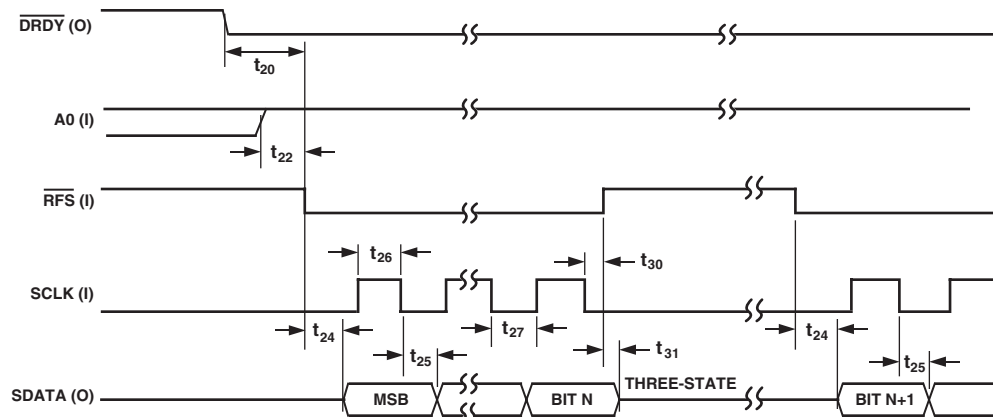 DRDY (O)
t20
A0 (I)
t22
RFS (I)
t26
t30
SCLK (I)
t24
t27
t24
t25
t31
t25
SDATA (O)
MSB
BIT N
THREE-STATE
BIT N+1